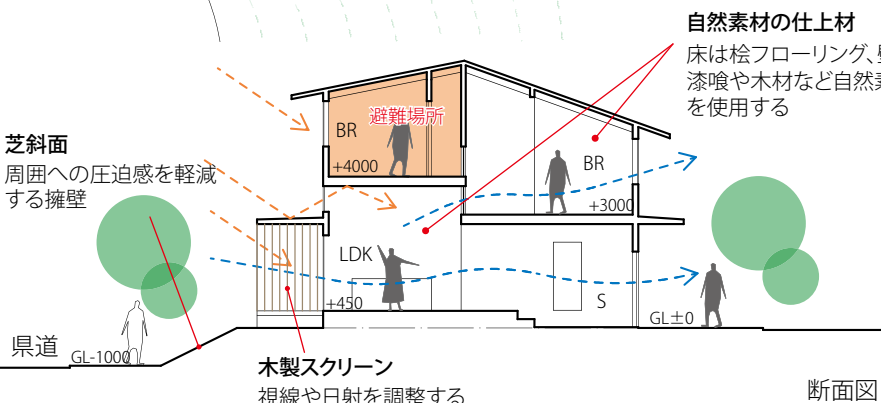 自然素材の仕上材
床は桧フローリング、
漆喰や木材など自然
を使用する
避難場所
BR
+4000
芝斜面
周囲への圧迫感を軽減
する擁壁
BR
+3000
LDK
+450
S
GL±0
県道
GL-1000
木製スクリーン
視線や日射を調整する
断面図